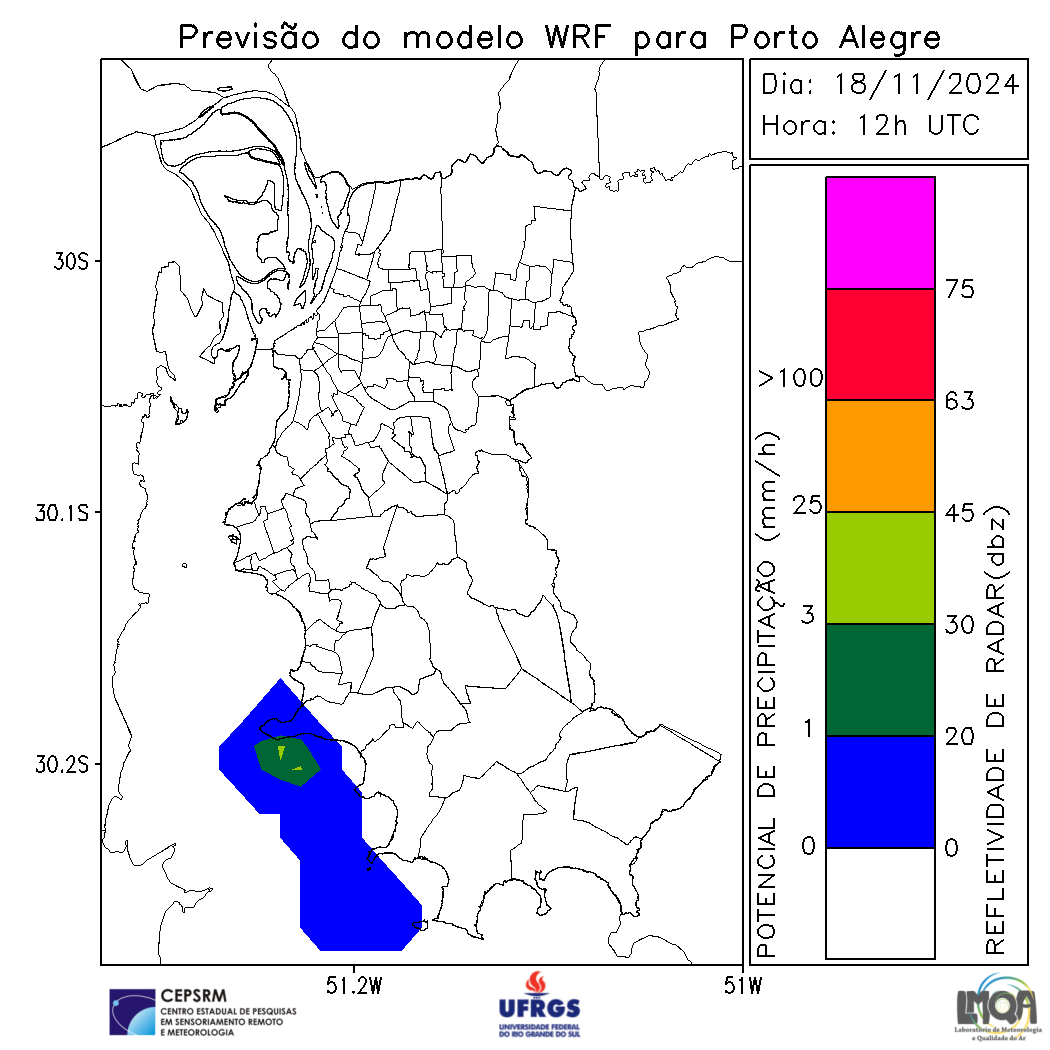 Previsão do modelo WRF para Porto Alegre
Dia: 18/11/2024
Hora: 12h UTC
30S
30.1S
30.2S
51.2W
51W
POTENCIAL DE PRECIPITAÇÃO (mm/h)
>100
25
3
1
0
75
63
45
30
20
0
REFLETIVIDADE DE RADAR(dbz)
CEPSRM
CENTRO ESTADUAL DE PESQUISAS
EM SENSORIAMENTO REMOTO
E METEOROLOGIA
UFRGS
UNIVERSIDADE FEDERAL
DO RIO GRANDE DO SUL
LMQA
Laboratório de Meteorologia
e Qualidade do Ar